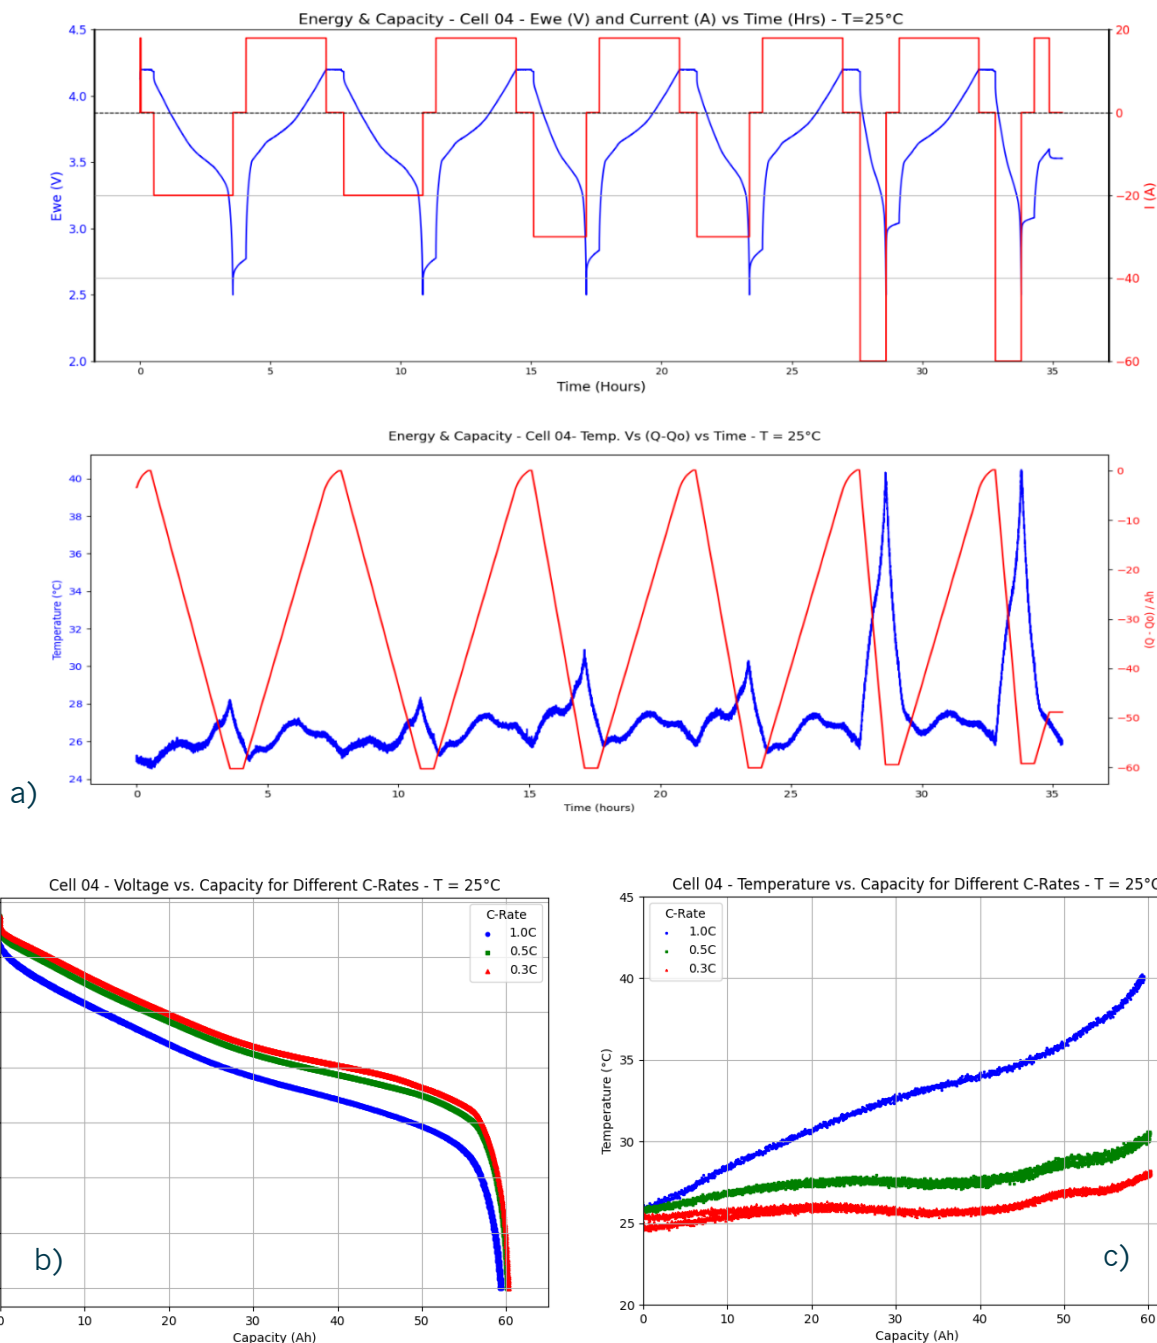 Energy & Capacity - Cell 04 - Ewe (V) and Current (A) vs Time (Hrs) - T=25°C
4.5
4.0
3.5
3.0
2.5
2.0
Ewe (V)
20
0
−20
−40
−60
I (A)
0 5 10 15 20 25 30 35
Time (Hours)
Energy & Capacity - Cell 04- Temp. Vs (Q-Qo) vs Time - T = 25°C
40
38
36
34
32
30
28
26
24
Temperature (°C)
0
−10
−20
−30
−40
−50
−60
(Q - Qo) / Ah
0 5 10 15 20 25 30 35
Time (hours)
a)
Cell 04 - Voltage vs. Capacity for Different C-Rates - T = 25°C
C-Rate
1.0C
0.5C
0.3C
b)
0 10 20 30 40 50 60
Capacity (Ah)
Cell 04 - Temperature vs. Capacity for Different C-Rates - T = 25°C
C-Rate
1.0C
0.5C
0.3C
45
40
35
30
25
20
Temperature (°C)
c)
0 10 20 30 40 50 60
Capacity (Ah)